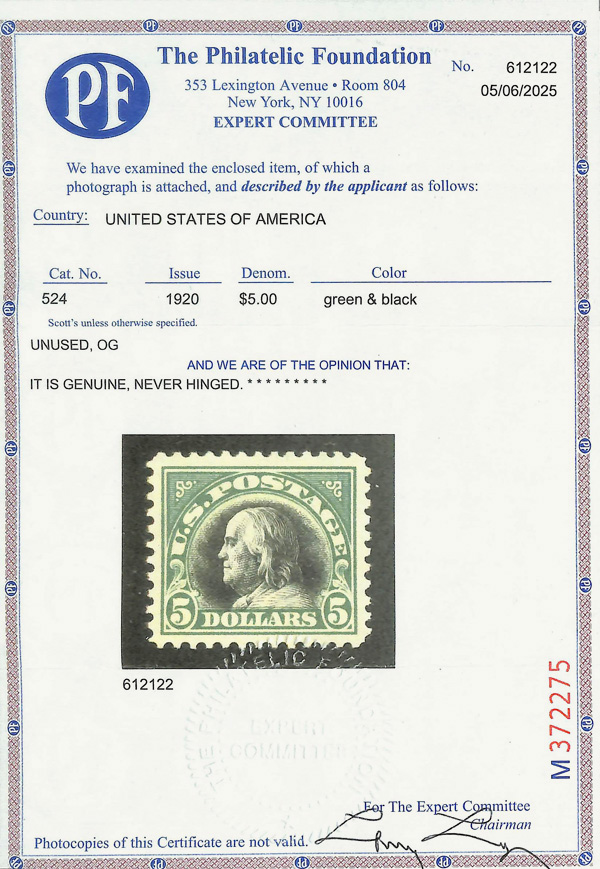 PF
The Philatelic Foundation
353 Lexington Avenue • Room 804
New York, NY 10016
EXPERT COMMITTEE
No. 612122
05/06/2025
We have examined the enclosed item, of which a
photograph is attached, and described by the applicant as follows:
Country: UNITED STATES OF AMERICA
Cat. No. Issue Denom. Color
524 1920 $5.00 green & black
Scott's unless otherwise specified.
UNUSED, OG
AND WE ARE OF THE OPINION THAT:
IT IS GENUINE, NEVER HINGED. * * * * * * * * *
U.S. POSTAGE
5 DOLLARS 5
612122
THE PHILATELIC FOUNDATION
EXPERT
COMMITTEE
M 372275
For The Expert Committee
Chairman
Photocopies of this Certificate are not valid.